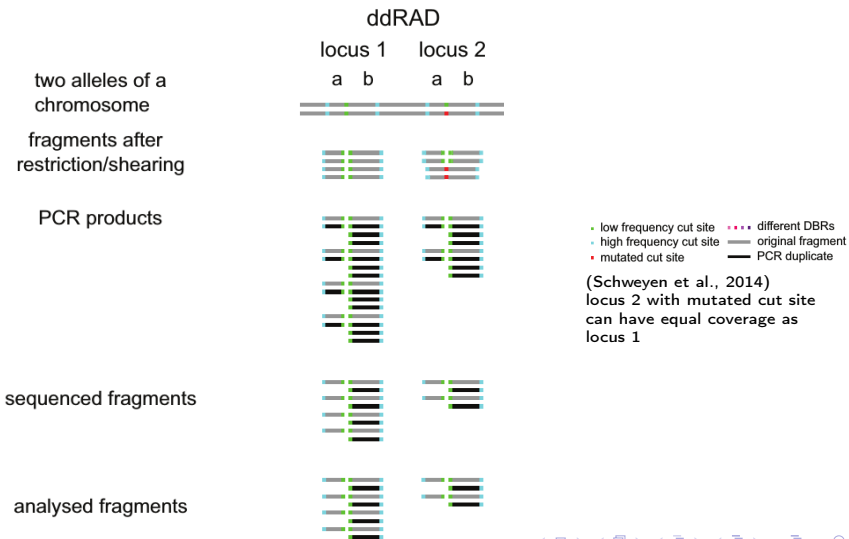 ddRAD
locus 1 locus 2
a b a b
two alleles of a
chromosome
fragments after
restriction/shearing
PCR products
low frequency cut site different DBRs
high frequency cut site original fragment
mutated cut site PCR duplicate
(Schweyen et al., 2014)
locus 2 with mutated cut site
can have equal coverage as
locus 1
sequenced fragments
analysed fragments